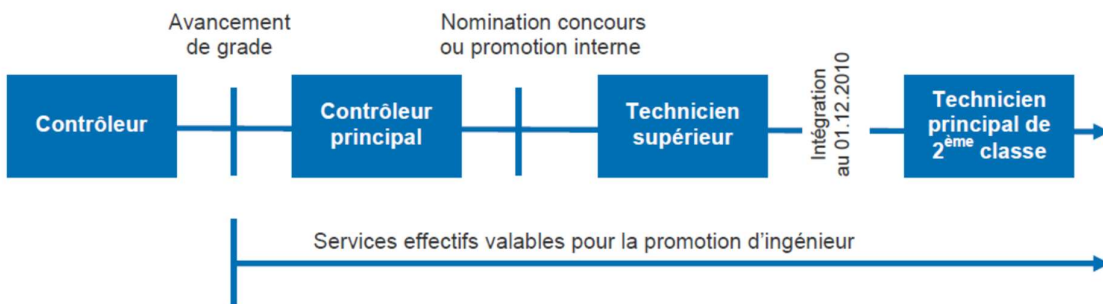 Avancement
de grade
Nomination concours
ou promotion interne
Contrôleur
Contrôleur
principal
Technicien
supérieur
Intégration
au 01.12.2010
Technicien
principal de
2ème classe
Services effectifs valables pour la promotion d’ingénieur